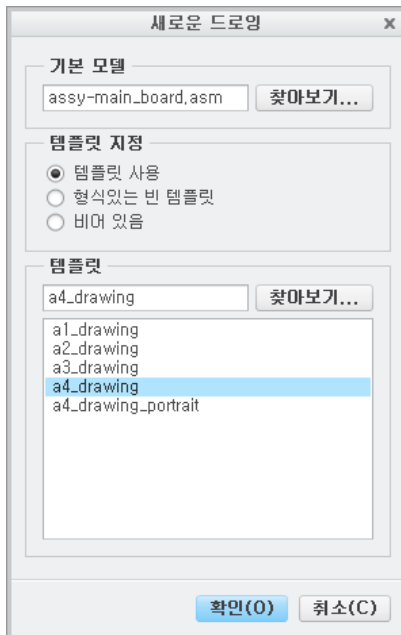 새로운 드로잉
x
기본 모델
assy-main_board.asm
찾아보기...
템플릿 지정
템플릿 사용
형식있는 빈 템플릿
비어 있음
템플릿
a4_drawing
찾아보기...
a1_drawing
a2_drawing
a3_drawing
a4_drawing
a4_drawing_portrait
확인(O) 취소(C)